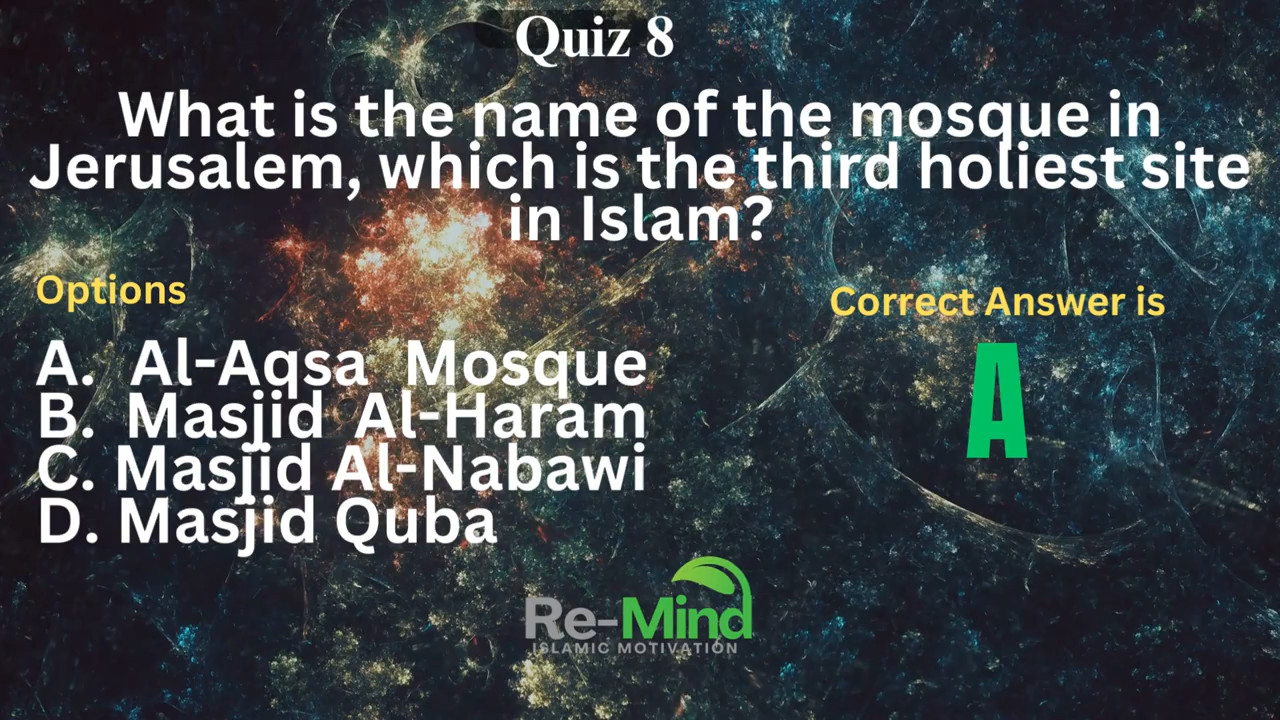 Quiz 8
What is the name of the mosque in
Jerusalem, which is the third holiest site
in Islam?
Options
A. Al-Aqsa Mosque
B. Masjid Al-Haram
C. Masjid Al-Nabawi
D. Masjid Quba
Correct Answer is
A
Re-Mind
ISLAMIC MOTIVATION